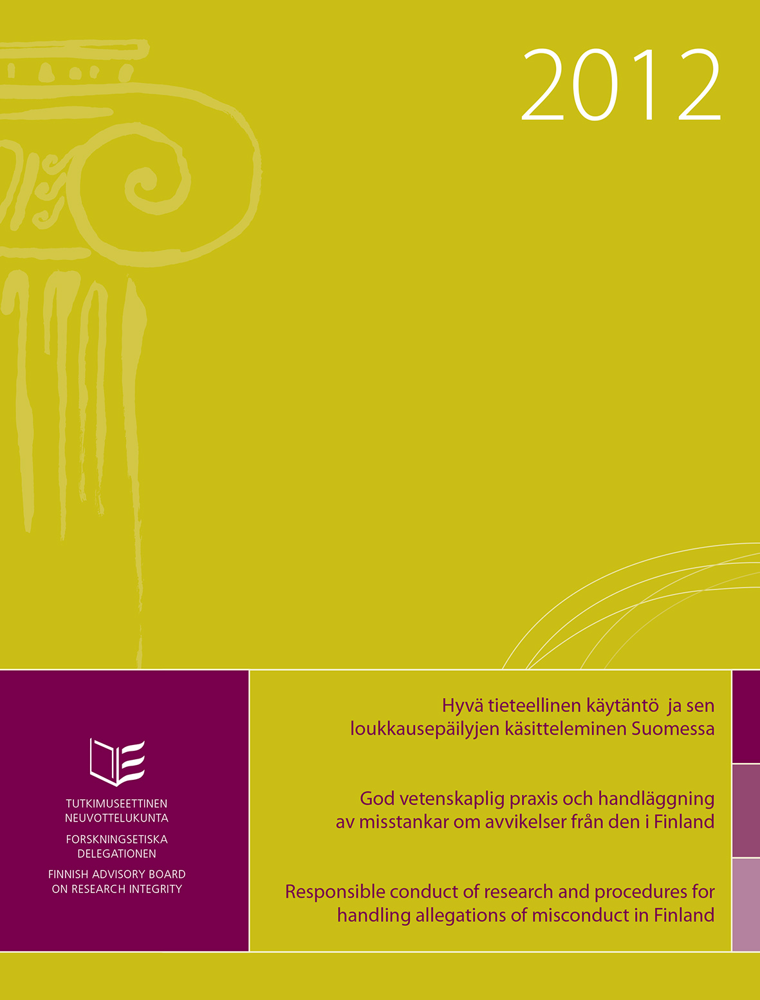 2012
Hyvä tieteellinen käytäntö ja sen
loukkausepäilyjen käsitteleminen Suomessa
God vetenskaplig praxis och handläggning
av misstankar om avvikelser från den i Finland
Responsible conduct of research and procedures for
handling allegations of misconduct in Finland
TUTKIMUSEETTINEN
NEUVOTTELUKUNTA
FORSKNINGSETISKA
DELEGATIONEN
FINNISH ADVISORY BOARD
ON RESEARCH INTEGRITY